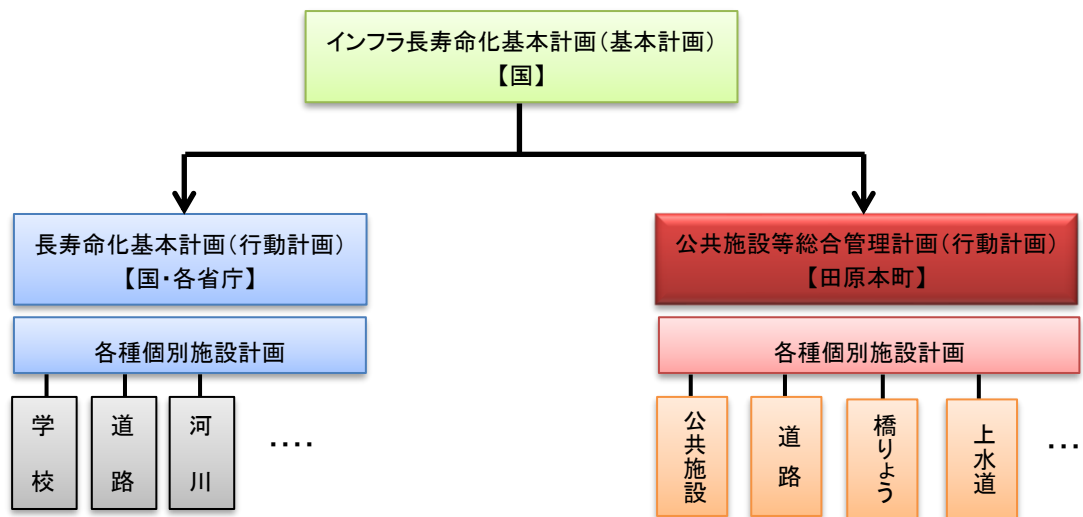 インフラ長寿命化基本計画（基本計画）
【国】
長寿命化基本計画（行動計画）
【国・各省庁】
公共施設等総合管理計画（行動計画）
【田原本町】
各種個別施設計画
各種個別施設計画
学校
道路
河川
‥‥
公共施設
道路
橋りょう
上水道
…